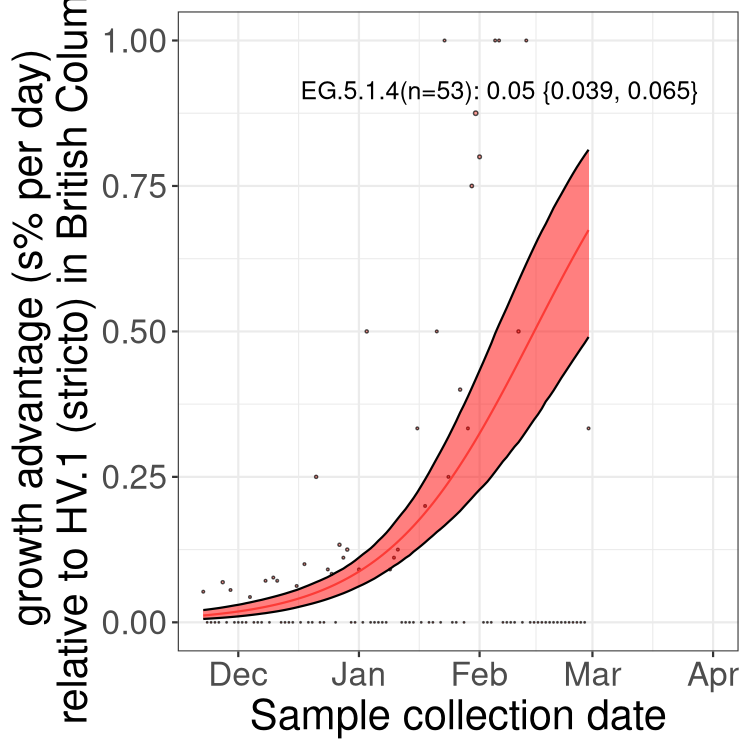 growth advantage (s% per day)
relative to HV.1 (stricto) in British Colum
1.00
0.75
0.50
0.25
0.00
EG.5.1.4(n=53): 0.05 {0.039, 0.065}
Dec Jan Feb Mar Apr
Sample collection date